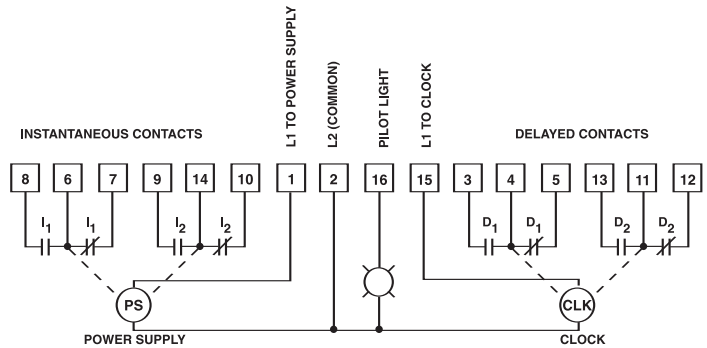 L1 TO POWER SUPPLY
L2 (COMMON)
PILOT LIGHT
L1 TO CLOCK
INSTANTANEOUS CONTACTS
DELAYED CONTACTS
8 6 7 9 14 10 1 2 16 15 3 4 5 13 11 12
I1 I1 I2 I2 D1 D1 D2 D2
PS CLK
POWER SUPPLY CLOCK